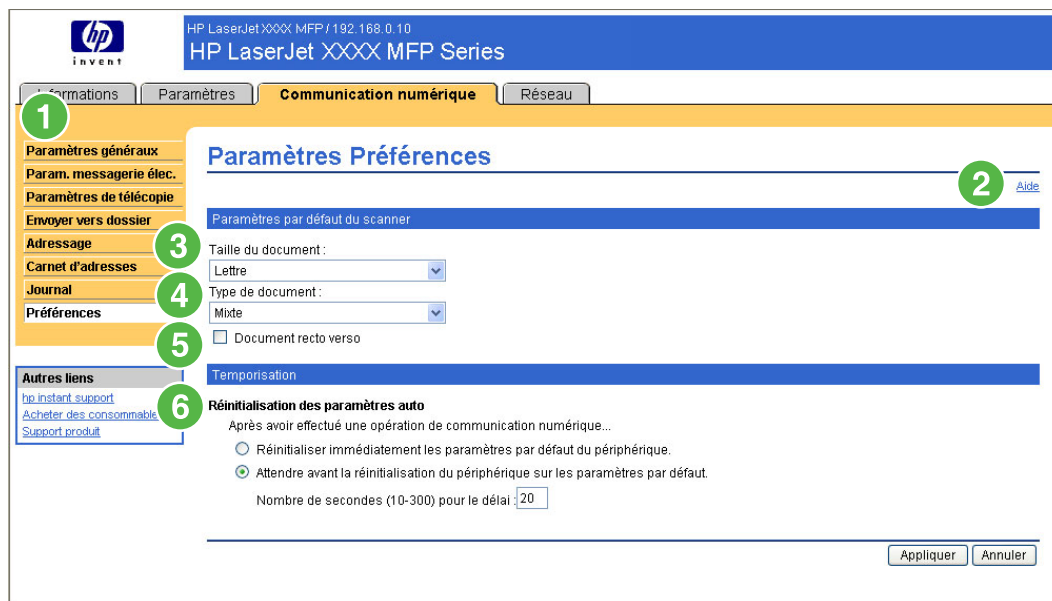 hp
invent
HP LaserJet XXXX MFP / 192.168.0.10
HP LaserJet XXXX MFP Series
Paramètres
Communication numérique
Réseau
1
Paramètres généraux
Param. messagerie élec.
Paramètres de télécopie
Envoyer vers dossier
Adressage
Carnet d'adresses
Journal
Préférences
Autres liens
hp instant support
Acheter des
Support produit
Paramètres Préférences
2
Aide
Paramètres par défaut du scanner
3
Taille du document :
Lettre
4
Type de document :
Mixte
5
Document recto verso
Temporisation
6
Réinitialisation des paramètres auto
Après avoir effectué une opération de communication numérique...
Réinitialiser immédiatement les paramètres par défaut du périphérique.
Attendre avant la réinitialisation du périphérique sur les paramètres par défaut.
Nombre de secondes (10-300) pour le délai : 20
Appliquer
Annuler